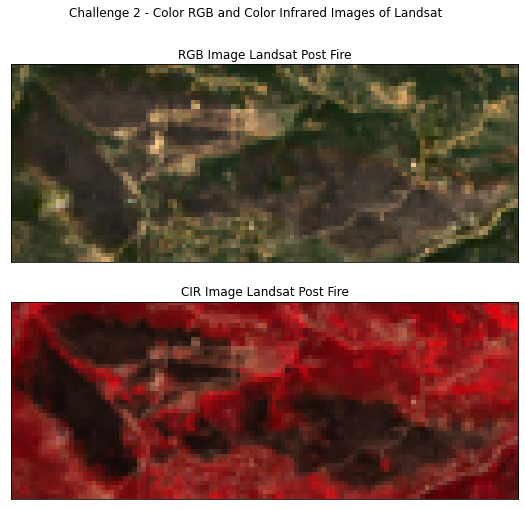 Challenge 2 - Color RGB and Color Infrared Images of Landsat
RGB Image Landsat Post Fire
CIR Image Landsat Post Fire